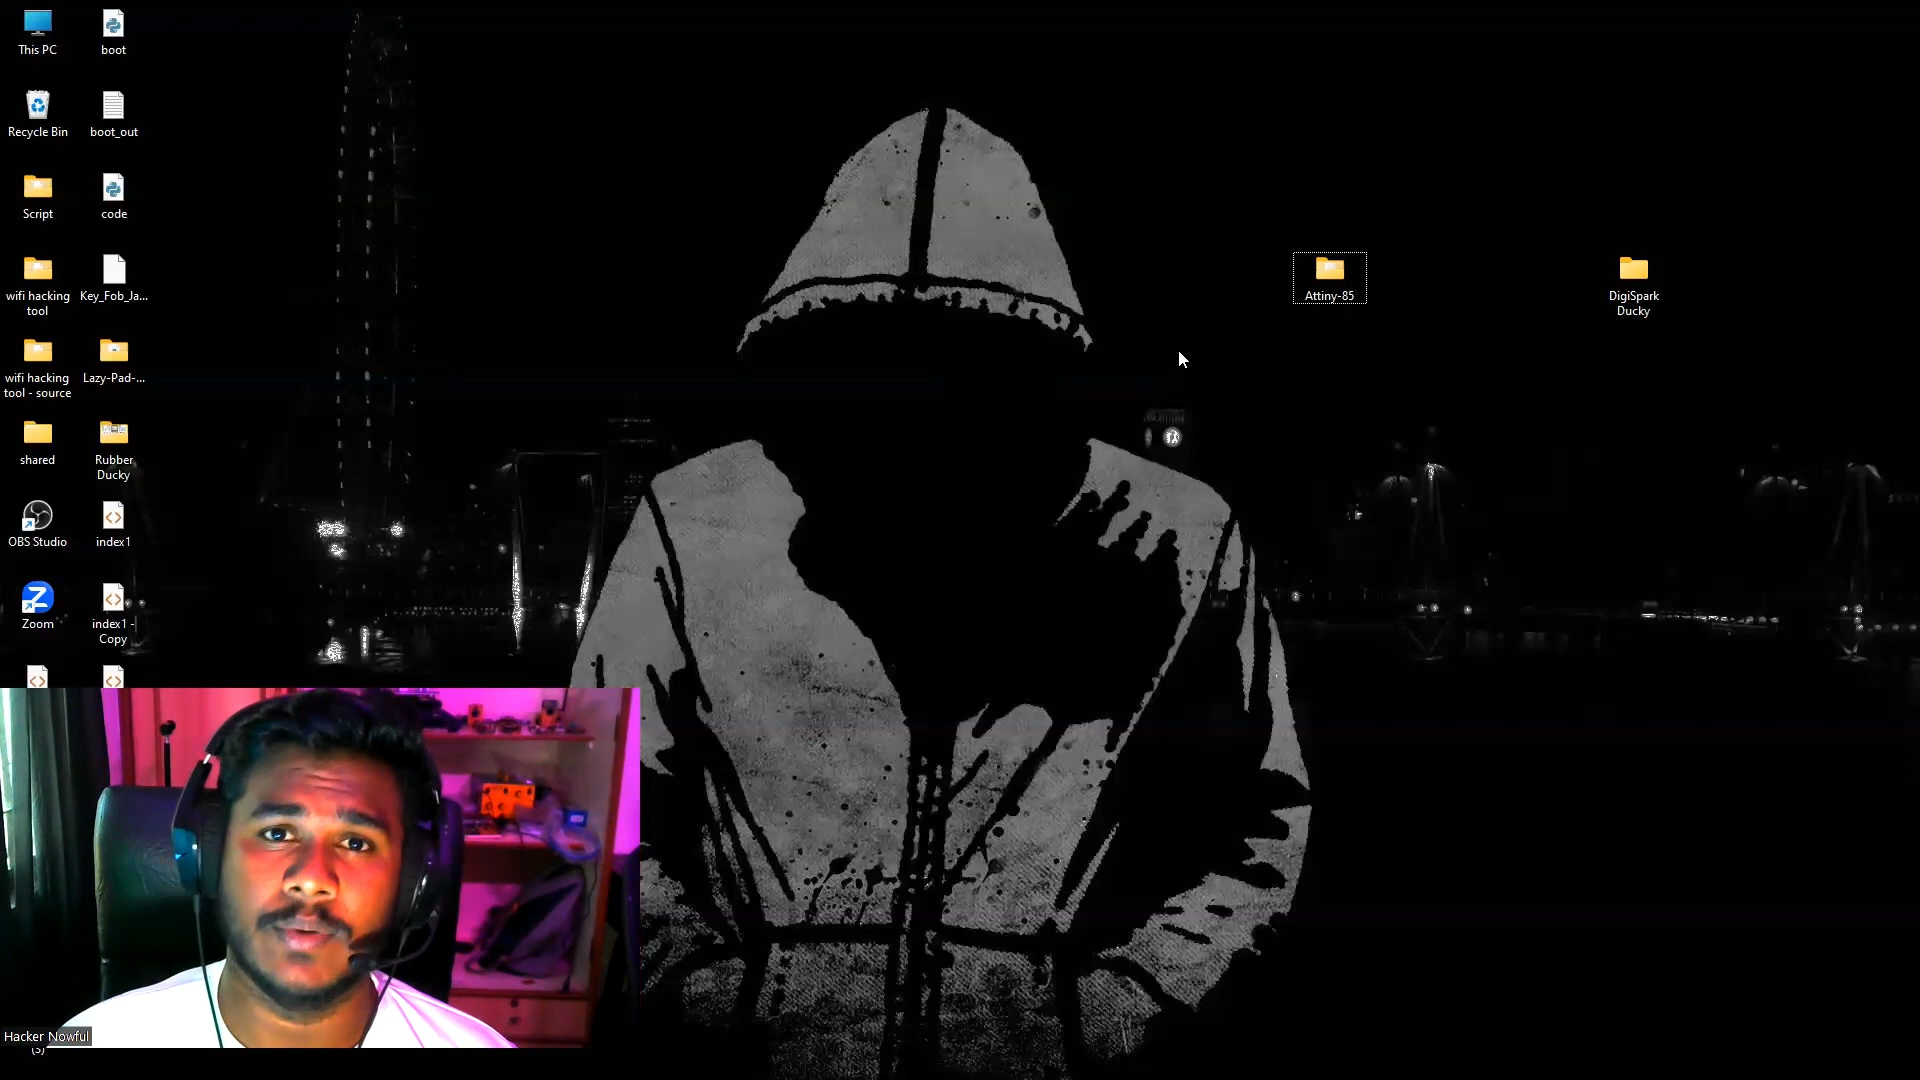 This PC
boot
Recycle Bin
boot_out
Script
code
wifi hacking
tool
Key_Fob_Ja...
wifi hacking
tool - source
Lazy-Pad-...
shared
Rubber
Ducky
OBS Studio
index1
Zoom
index1 -
Copy
Attiny-85
DigiSpark
Ducky
Hacker Nowful
(3)